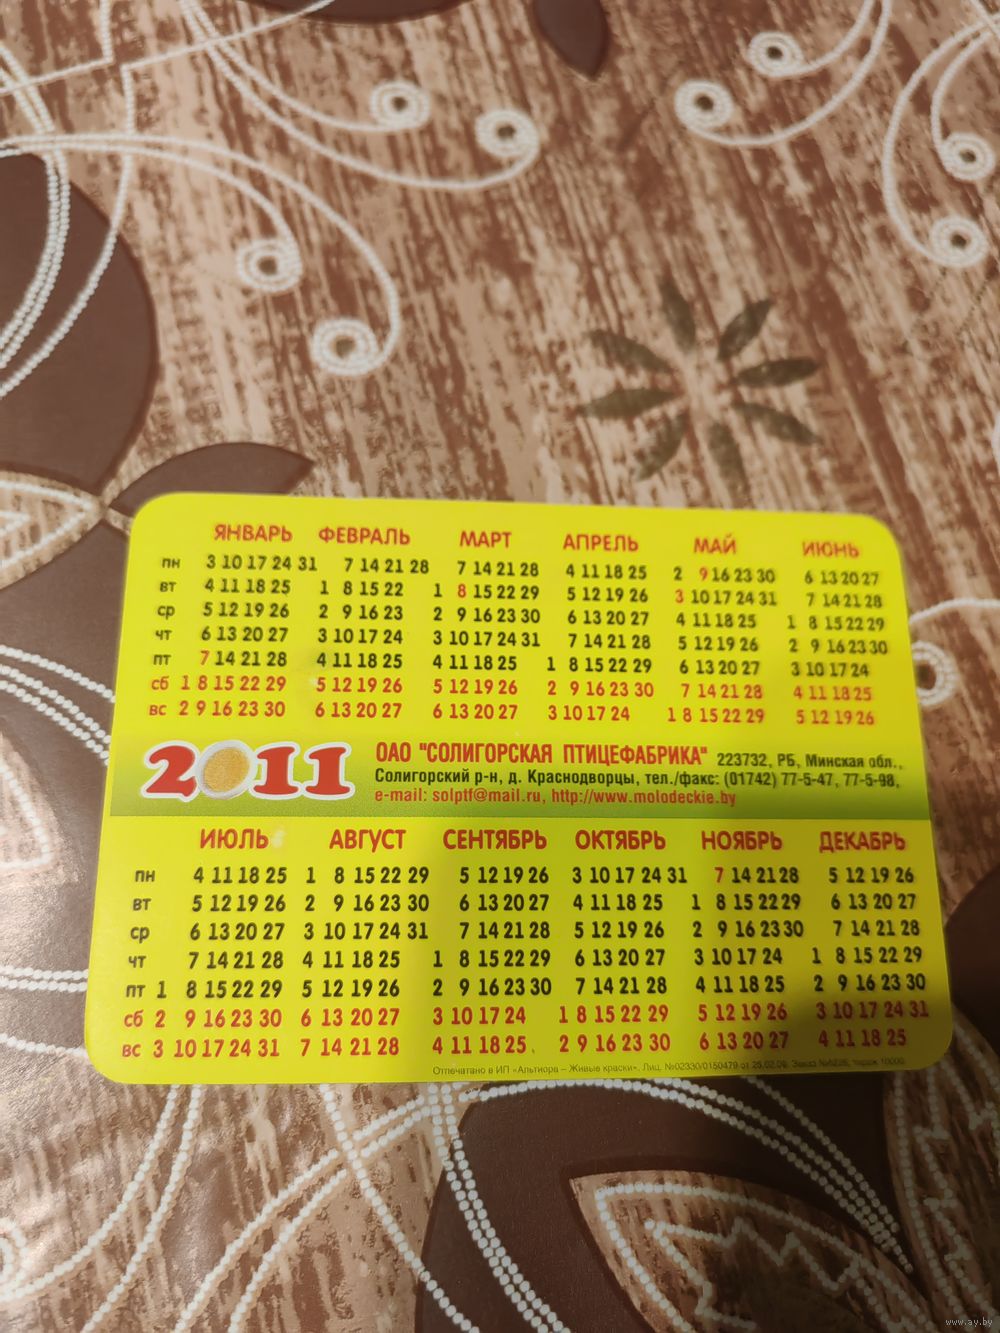 ЯНВАРЬ ФЕВРАЛЬ МАРТ АПРЕЛЬ МАЙ ИЮНЬ
пн 3 10 17 24 31 7 14 21 28 7 14 21 28 4 11 18 25 2 9 16 23 30 6 13 20 27
вт 4 11 18 25 1 8 15 22 1 8 15 22 29 5 12 19 26 3 10 17 24 31 7 14 21 28
ср 5 12 19 26 2 9 16 23 2 9 16 23 30 6 13 20 27 4 11 18 25 1 8 15 22 29
чт 6 13 20 27 3 10 17 24 3 10 17 24 31 7 14 21 28 5 12 19 26 2 9 16 23 30
пт 7 14 21 28 4 11 18 25 4 11 18 25 1 8 15 22 29 6 13 20 27 3 10 17 24
сб 1 8 15 22 29 5 12 19 26 5 12 19 26 2 9 16 23 30 7 14 21 28 4 11 18 25
вс 2 9 16 23 30 6 13 20 27 6 13 20 27 3 10 17 24 1 8 15 22 29 5 12 19 26
2011
ОАО "СОЛИГОРСКАЯ ПТИЦЕФАБРИКА" 223732, РБ, Минская обл.,
Солигорский р-н, д. Краснодворцы, тел./факс: (01742) 77-5-47, 77-5-98,
e-mail: solptf@mail.ru, http://www.molodeckie.by
ИЮЛЬ АВГУСТ СЕНТЯБРЬ ОКТЯБРЬ НОЯБРЬ ДЕКАБРЬ
пн 4 11 18 25 1 8 15 22 29 5 12 19 26 3 10 17 24 31 7 14 21 28 5 12 19 26
вт 5 12 19 26 2 9 16 23 30 6 13 20 27 4 11 18 25 1 8 15 22 29 6 13 20 27
ср 6 13 20 27 3 10 17 24 31 7 14 21 28 5 12 19 26 2 9 16 23 30 7 14 21 28
чт 7 14 21 28 4 11 18 25 1 8 15 22 29 6 13 20 27 3 10 17 24 1 8 15 22 29
пт 1 8 15 22 29 5 12 19 26 2 9 16 23 30 7 14 21 28 4 11 18 25 2 9 16 23 30
сб 2 9 16 23 30 6 13 20 27 3 10 17 24 1 8 15 22 29 5 12 19 26 3 10 17 24 31
вс 3 10 17 24 31 7 14 21 28 4 11 18 25 2 9 16 23 30 6 13 20 27 4 11 18 25
Отпечатано в ИП «Альтиора – Живые краски», Лиц. №02330/0150479 от 25.02.09. Заказ тираж
www.ay.by